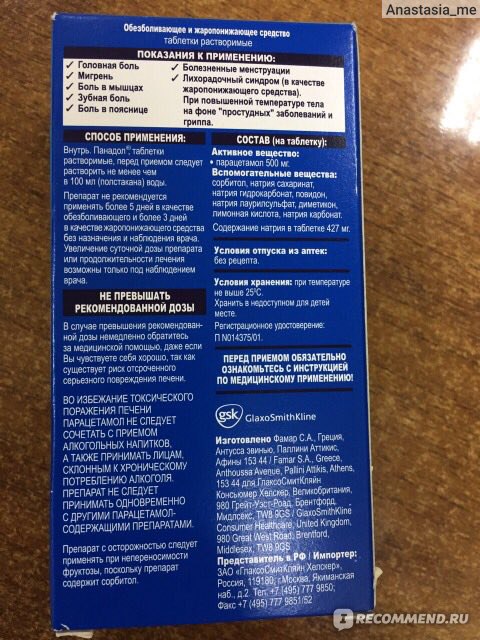 Anastasia_me
Обезболивающее и жаропонижающее средство
таблетки растворимые
ПОКАЗАНИЯ К ПРИМЕНЕНИЮ:
✓ Головная боль
✓ Мигрень
✓ Боль в мышцах
✓ Зубная боль
✓ Боль в пояснице
✓ Болезненные менструации
✓ Лихорадочный синдром (в качестве
жаропонижающего средства).
При повышенной температуре тела
на фоне "простудных" заболеваний и
гриппа.
СПОСОБ ПРИМЕНЕНИЯ:
Внутрь. Панадол®, таблетки
растворимые, перед приемом следует
растворить не менее чем
в 100 мл (полстакана) воды.
Препарат не рекомендуется
применять более 5 дней в качестве
обезболивающего и более 3 дней
в качестве жаропонижающего средства
без назначения и наблюдения врача.
Увеличение суточной дозы препарата
или продолжительности лечения
возможны только под наблюдением
врача.
НЕ ПРЕВЫШАТЬ
РЕКОМЕНДОВАННОЙ ДОЗЫ
В случае превышения рекомендован-
ной дозы немедленно обратитесь
за медицинской помощью, даже если
Вы чувствуете себя хорошо, так как
существует риск отсроченного
серьезного повреждения печени.
ВО ИЗБЕЖАНИЕ ТОКСИЧЕСКОГО
ПОРАЖЕНИЯ ПЕЧЕНИ
ПАРАЦЕТАМОЛ НЕ СЛЕДУЕТ
СОЧЕТАТЬ С ПРИЕМОМ
АЛКОГОЛЬНЫХ НАПИТКОВ,
А ТАКЖЕ ПРИНИМАТЬ ЛИЦАМ,
СКЛОННЫМ К ХРОНИЧЕСКОМУ
ПОТРЕБЛЕНИЮ АЛКОГОЛЯ.
ПРЕПАРАТ НЕ СЛЕДУЕТ
ПРИНИМАТЬ ОДНОВРЕМЕННО
С ДРУГИМИ ПАРАЦЕТАМОЛ-
СОДЕРЖАЩИМИ ПРЕПАРАТАМИ.
Препарат с осторожностью следует
применять при непереносимости
фруктозы, поскольку препарат
содержит сорбитол.
СОСТАВ (на таблетку):
Активное вещество:
• парацетамол 500 мг.
Вспомогательные вещества:
сорбитол, натрия сахаринат,
натрия гидрокарбонат, повидон,
натрия лаурилсульфат, диметикон,
лимонная кислота, натрия карбонат.
Содержание натрия в таблетке 427 мг.
Условия отпуска из аптек:
без рецепта.
Условия хранения: при температуре
не выше 25°С.
Хранить в недоступном для детей
месте.
Регистрационное удостоверение:
П N014375/01.
ПЕРЕД ПРИЕМОМ ОБЯЗАТЕЛЬНО
ОЗНАКОМЬТЕСЬ С ИНСТРУКЦИЕЙ
ПО МЕДИЦИНСКОМУ ПРИМЕНЕНИЮ!
gsk GlaxoSmithKline
Изготовлено Фамар С.А., Греция,
Антусса эвинью, Паллини Аттикис,
Афины 153 44 / Famar S.A., Greece,
Anthoussa Avenue, Pallini Attikis, Athens,
153 44 для ГлаксоСмитКляйн
Консьюмер Хелскер, Великобритания,
980 Грейт-Уэст-Роад, Брентфорд,
Мидлсекс, TW8 9GS / GlaxoSmithKline
Consumer Healthcare, United Kingdom,
980 Great West Road, Brentford,
Middlesex, TW8 9GS
Представитель в РФ | Импортер:
ЗАО «ГлаксоСмитКляйн Хелскер»,
Россия, 119180, г.Москва, Якиманская
наб., д.2. Тел. +7 (495) 777 9850;
Факс +7 (495) 777 9851/52
IRECOMMEND.RU